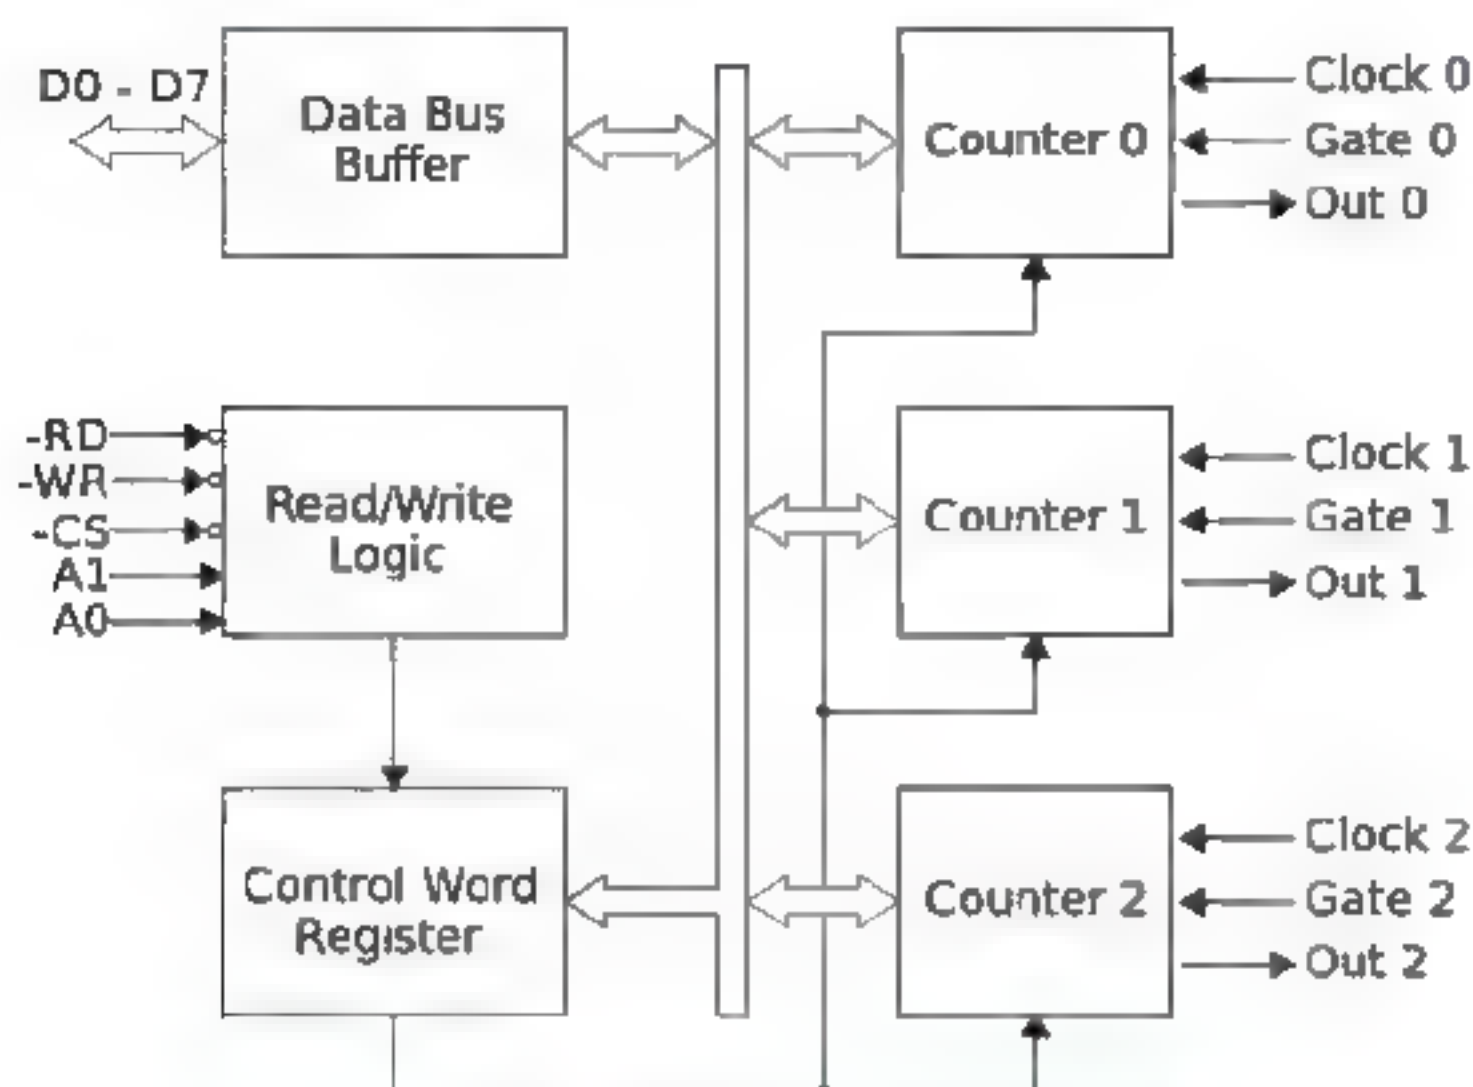 D0 - D7
Data Bus
Buffer
Counter 0
Clock 0
Gate 0
Out 0
-RD
-WR
-CS
A1
A0
Read/Write
Logic
Counter 1
Clock 1
Gate 1
Out 1
Control Word
Register
Counter 2
Clock 2
Gate 2
Out 2